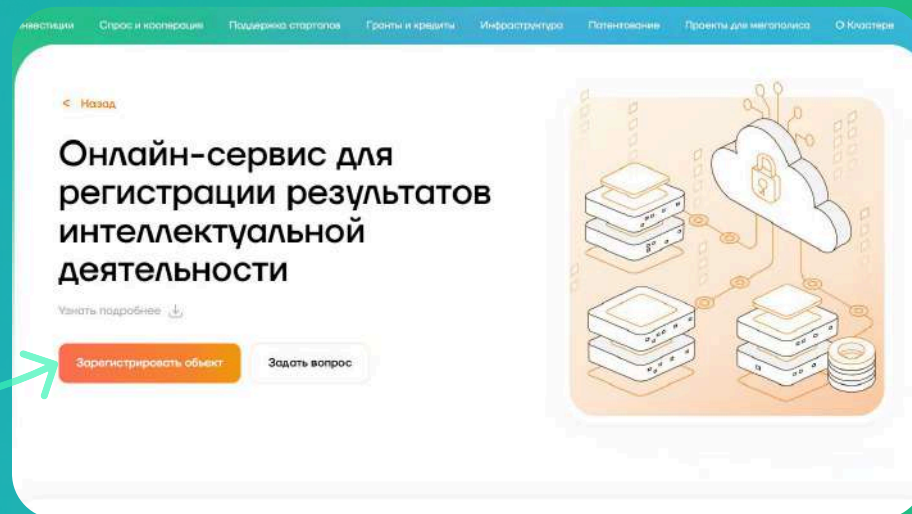 нвестиции Спрос и кооперация Поддержка стартапов Гранты и кредиты Инфраструктура Патентование Проекты для мегаполиса О Кластере
< Назад
Онлайн-сервис для
регистрации результатов
интеллектуальной
деятельности
Узнать подробнее
Зарегистрировать объект Задать вопрос